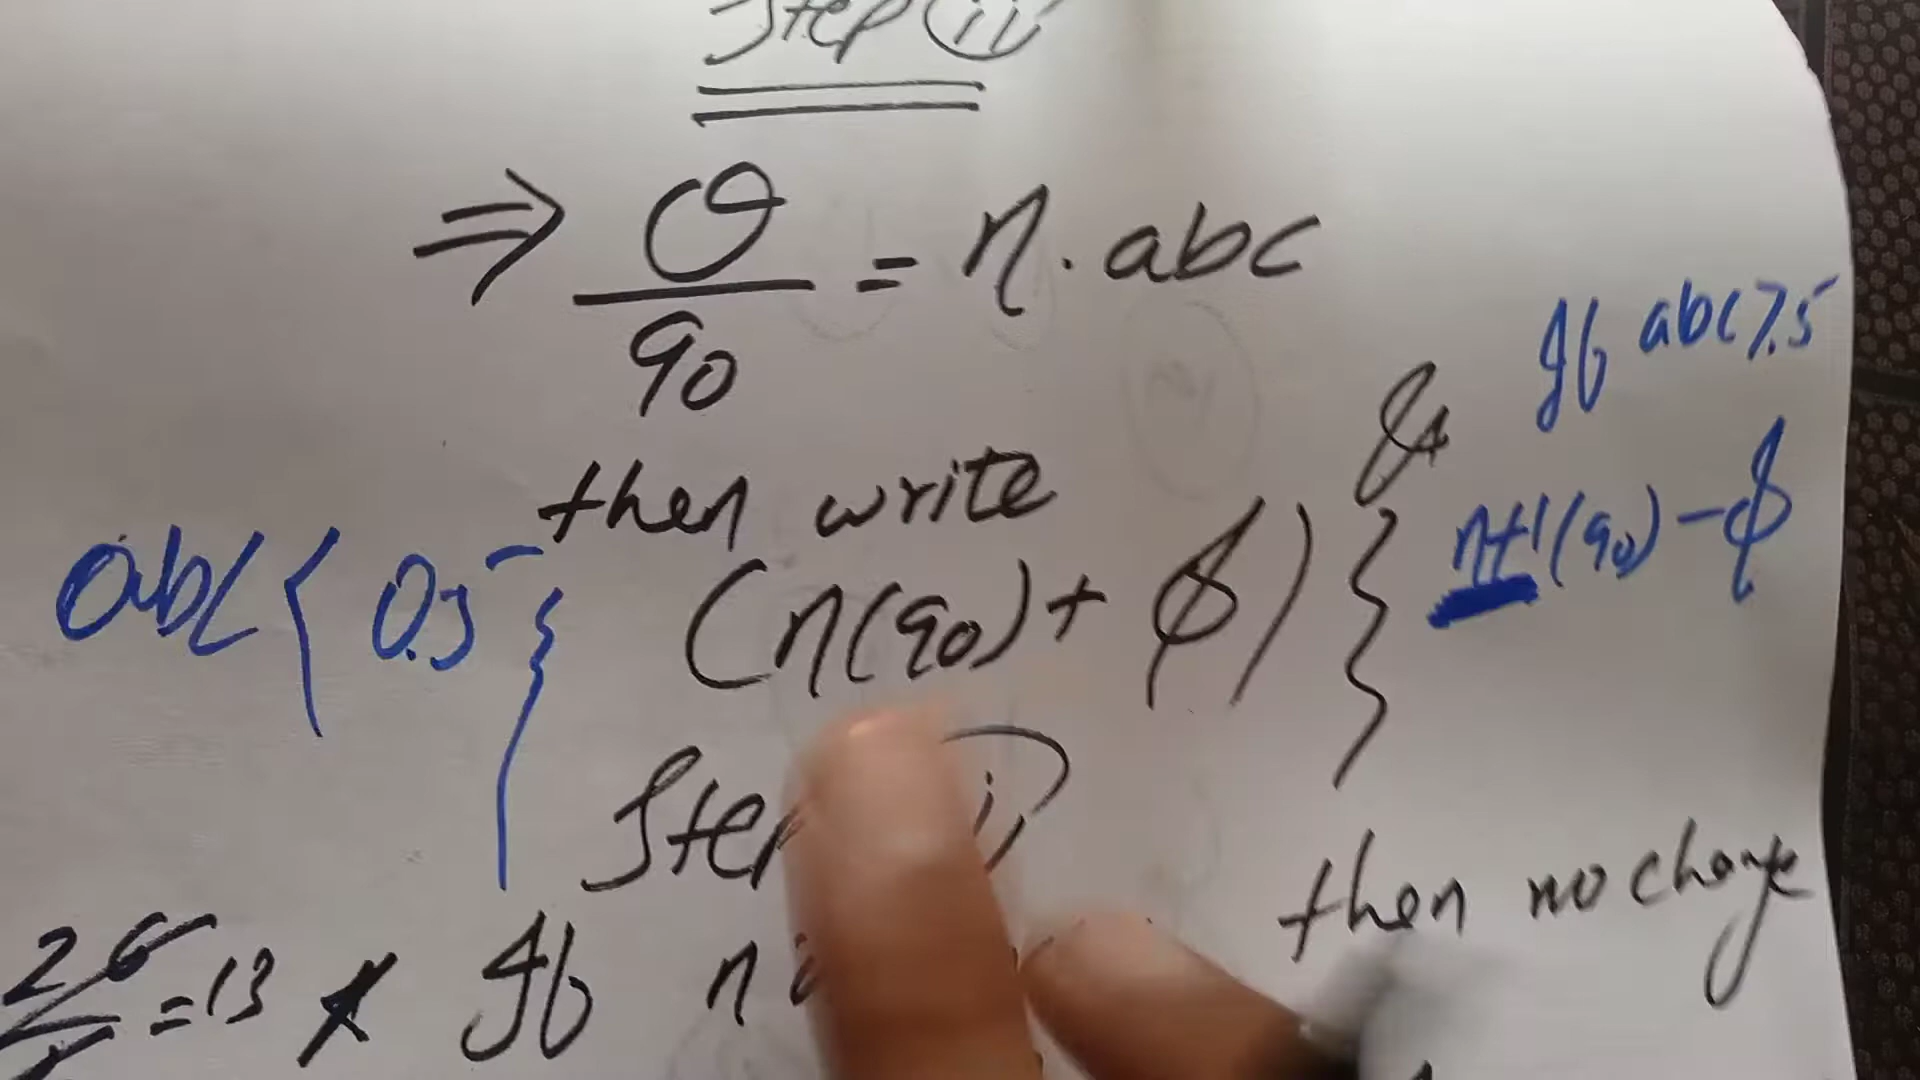 Step (ii)
⇒ θ/90 = n.abc
If abc > .5
then write
abc < 0.5 } (n(90) + φ) } n+1(90) - φ
Step
then no change
26/ = 13 * If n i